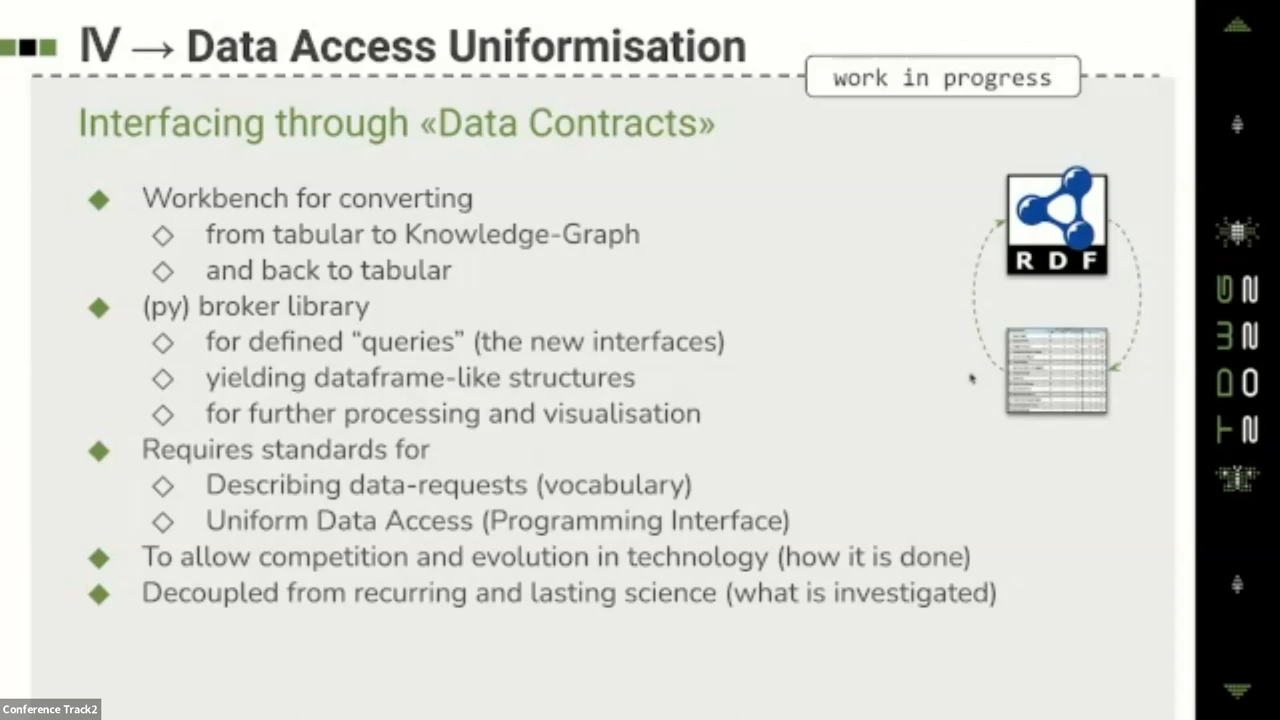 Ⅳ → Data Access Uniformisation
work in progress
Interfacing through «Data Contracts»
◆ Workbench for converting
◇ from tabular to Knowledge-Graph
◇ and back to tabular
◆ (py) broker library
◇ for defined “queries” (the new interfaces)
◇ yielding dataframe-like structures
◇ for further processing and visualisation
◆ Requires standards for
◇ Describing data-requests (vocabulary)
◇ Uniform Data Access (Programming Interface)
◆ To allow competition and evolution in technology (how it is done)
◆ Decoupled from recurring and lasting science (what is investigated)
RDF
Conference Track2